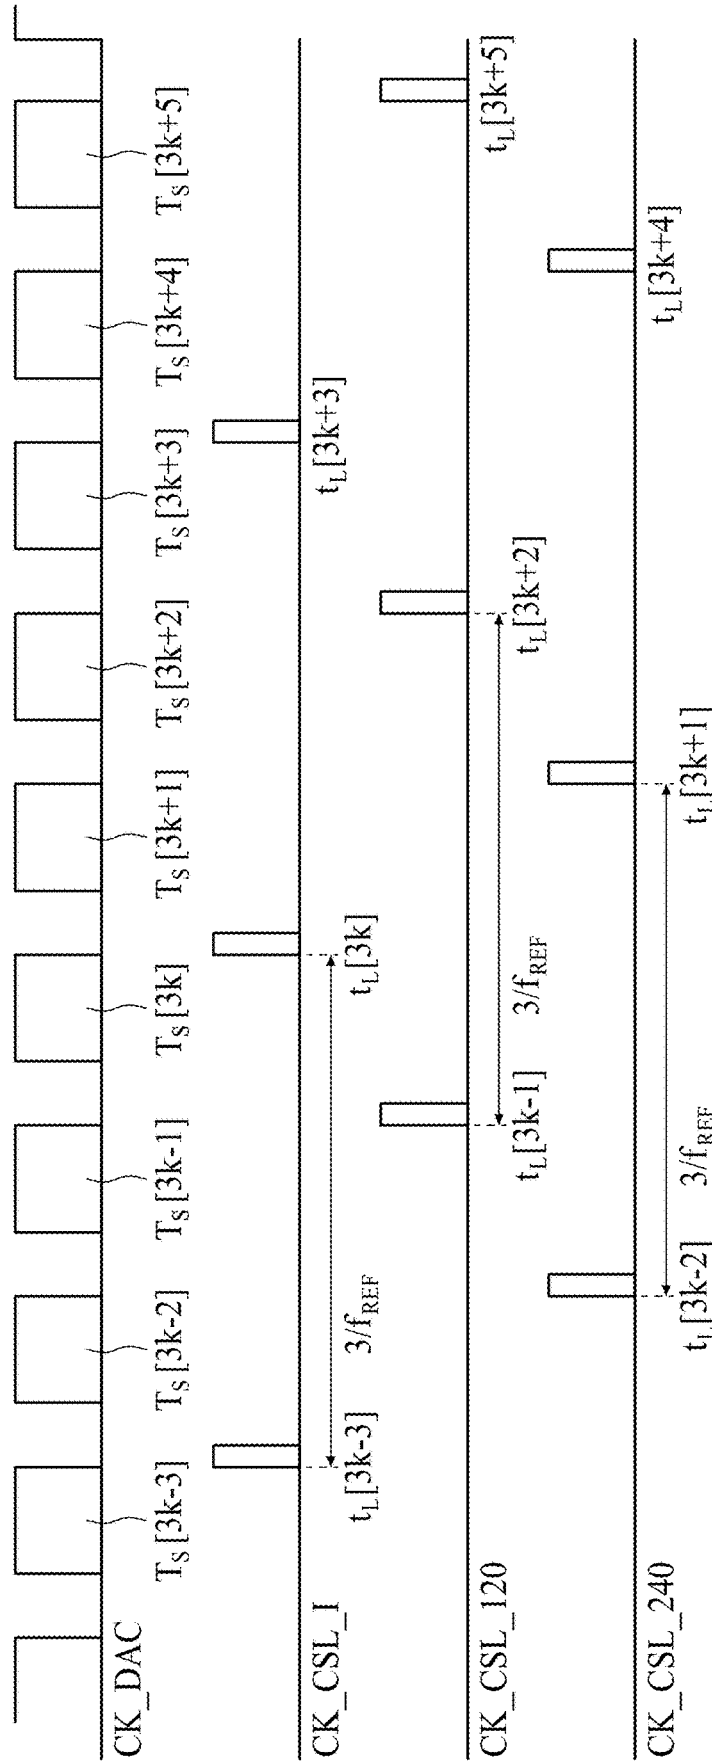 CK_DAC
T_S[3k-3]
T_S[3k-2]
T_S[3k-1]
T_S[3k]
T_S[3k+1]
T_S[3k+2]
T_S[3k+3]
T_S[3k+4]
T_S[3k+5]
CK_CSL_I
t_L[3k-3]
3/f_REF
t_L[3k]
t_L[3k+3]
CK_CSL_120
t_L[3k-1]
3/f_REF
t_L[3k+2]
t_L[3k+5]
CK_CSL_240
t_L[3k-2]
3/f_REF
t_L[3k+1]
t_L[3k+4]